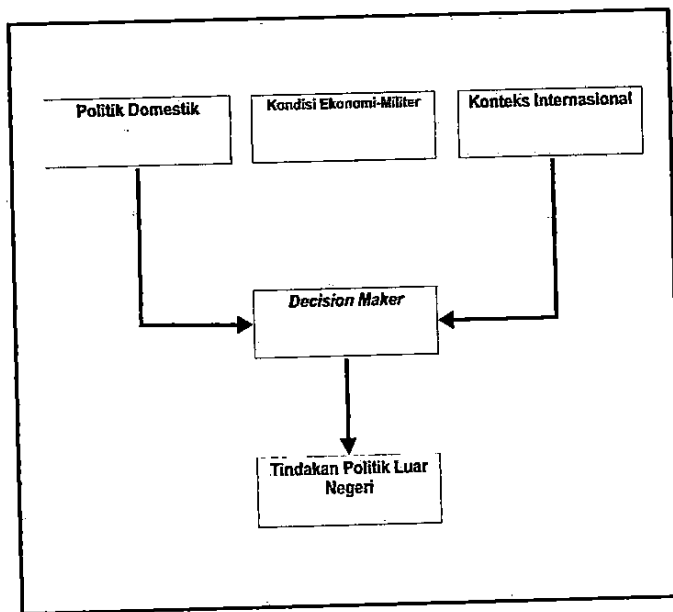 Politik Domestik
Kondisi Ekonomi-Militer
Konteks Internasional
Decision Maker
Tindakan Politik Luar
Negeri